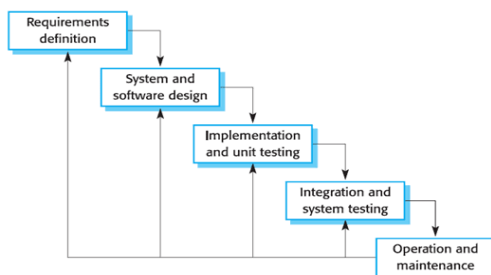 Requirements
definition
System and
software design
Implementation
and unit testing
Integration and
system testing
Operation and
maintenance